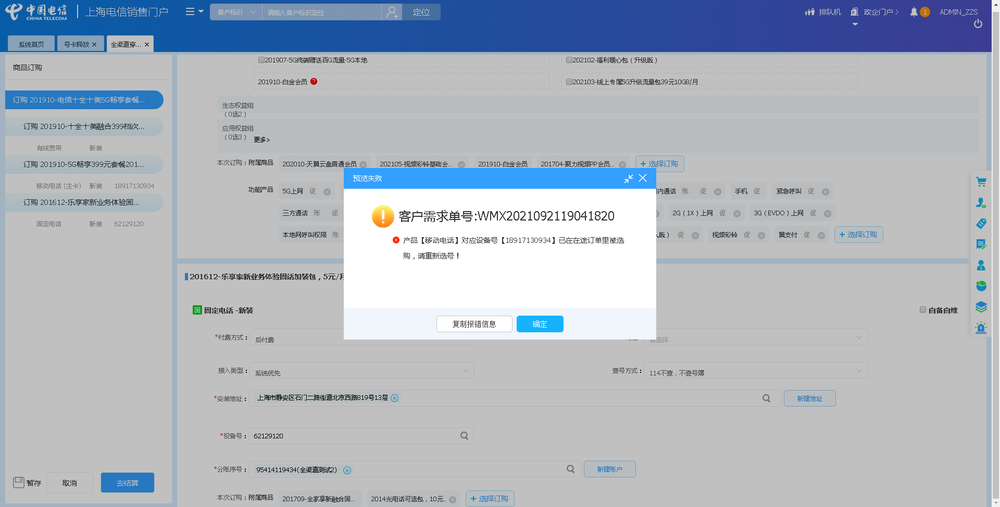 中国电信
CHINA TELECOM
上海电信销售门户
客户标识
请输入客户标识定位
定位
排队机
政企门户
1
ADMIN_ZZS
系统首页
号卡释放 ×
全渠道穿... ×
商品订购
订购 201910-电信十全十美5G畅享套餐...
订购 201910-十全十美融合399档次...
有线宽带 新装
订购 201910-5G畅享399元套餐201...
移动电话 (主卡) 新装 18917130934
订购 201612-乐享家新业务体验固...
固定电话 新装 62129120
暂存
取消
去结算
201907-5G终端赠送百G流量-5G本地
202102-福利暖心包（升级版）
201910-白金会员 ?
202103-线上专属5G升级流量包39元10GB/月
生态权益组
（0选2）
应用权益组
（0选3）
更多>
本次订购：附属商品
202010-天翼云盘普通会员
202105-视频彩铃基础会...
201910-白金会员
201704-聚力视频PP会员...
+ 选择订购
功能产品
5G上网 促
内通话 账 促
手机 促
紧急呼叫 促
三方通话 账 促
2G（1X）上网 促
3G（EVDO）上网 促
本地网呼叫权限 账
版） 促
视频彩铃 促
翼支付 促
+ 选择订购
预览失败
客户需求单号:WMX2021092119041820
产品【移动电话】对应设备号【18917130934】已在在途订单里被选
购，请重新选号！
复制报错信息
确定
201612-乐享家新业务体验固话加装包，5元/月
固 固定电话 -新装
自备自维
*付费方式：
后付费
请选择
接入类型：
系统优先
查号方式：
114不查，不登号簿
*安装地址：
上海市静安区石门二路街道北京西路819号13层
新建地址
*设备号：
62129120
*分账序号：
95414119434(全渠道测试2)
新建账户
本次订购：附属商品
201709-全家享新融合固...
2014光电话可选包，10元..
+ 选择订购